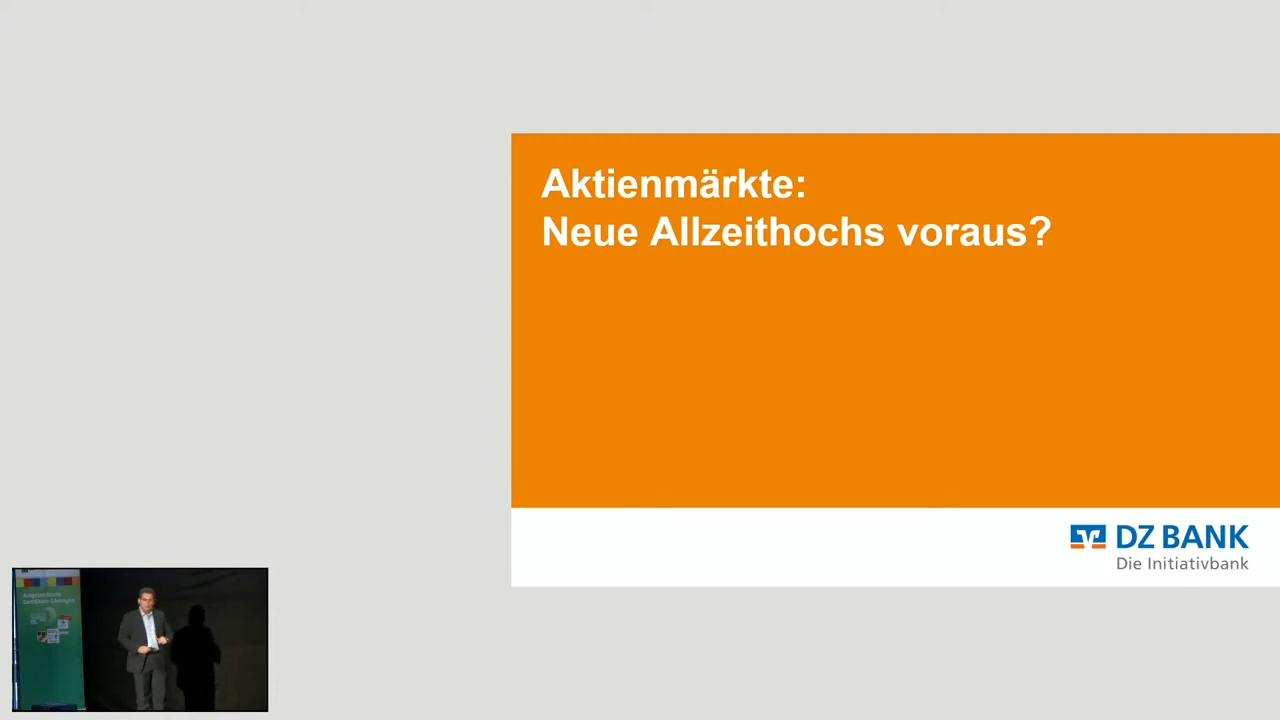 Aktienmärkte:
Neue Allzeithochs voraus?
DZ BANK
Die Initiativbank